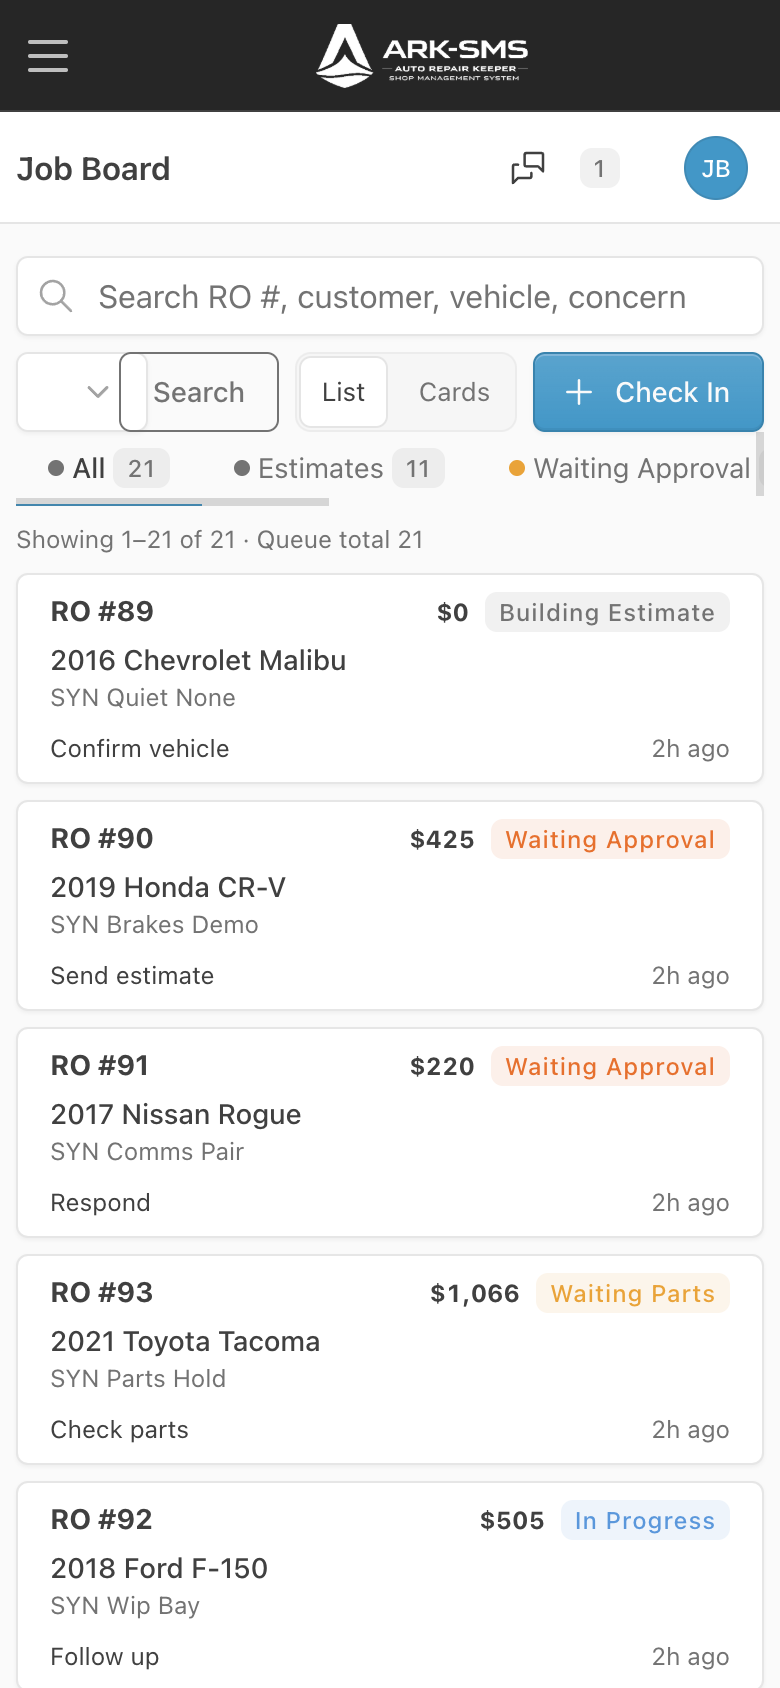 ARK-SMS
AUTO REPAIR KEEPER
SHOP MANAGEMENT SYSTEM
Job Board
1
JB
Search RO #, customer, vehicle, concern
Search
List
Cards
Check In
All 21
Estimates 11
Waiting Approval
Showing 1–21 of 21 · Queue total 21
RO #89 $0 Building Estimate
2016 Chevrolet Malibu
SYN Quiet None
Confirm vehicle 2h ago
RO #90 $425 Waiting Approval
2019 Honda CR-V
SYN Brakes Demo
Send estimate 2h ago
RO #91 $220 Waiting Approval
2017 Nissan Rogue
SYN Comms Pair
Respond 2h ago
RO #93 $1,066 Waiting Parts
2021 Toyota Tacoma
SYN Parts Hold
Check parts 2h ago
RO #92 $505 In Progress
2018 Ford F-150
SYN Wip Bay
Follow up 2h ago